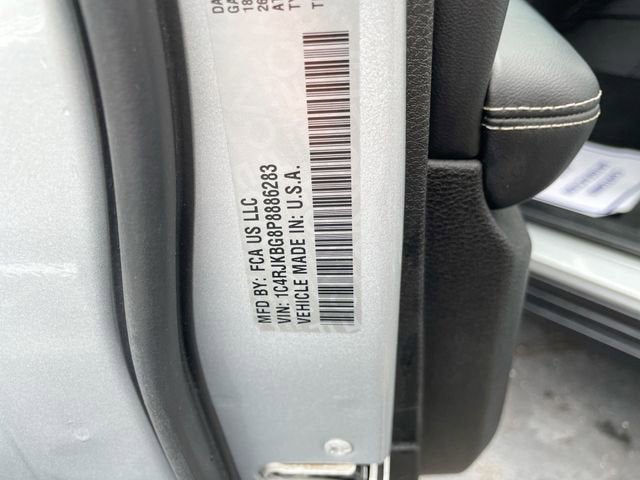 MFD BY: FCA US LLC
VIN: 1C4RJKBG8P8886283
VEHICLE MADE IN: U.S.A.